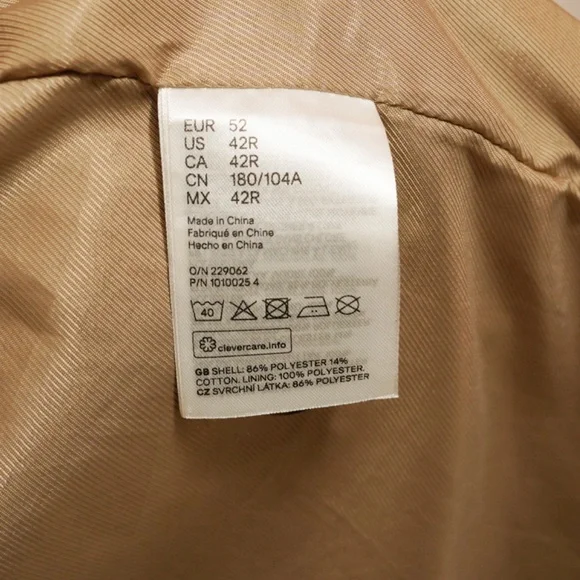 EUR 52
US 42R
CA 42R
CN 180/104A
MX 42R
Made in China
Fabriqué en Chine
Hecho en China
O/N 229062
P/N 1010025 4
40
clevercare.info
GB SHELL: 86% POLYESTER 14%
COTTON. LINING: 100% POLYESTER.
CZ SVRCHNÍ LÁTKA: 86% POLYESTER